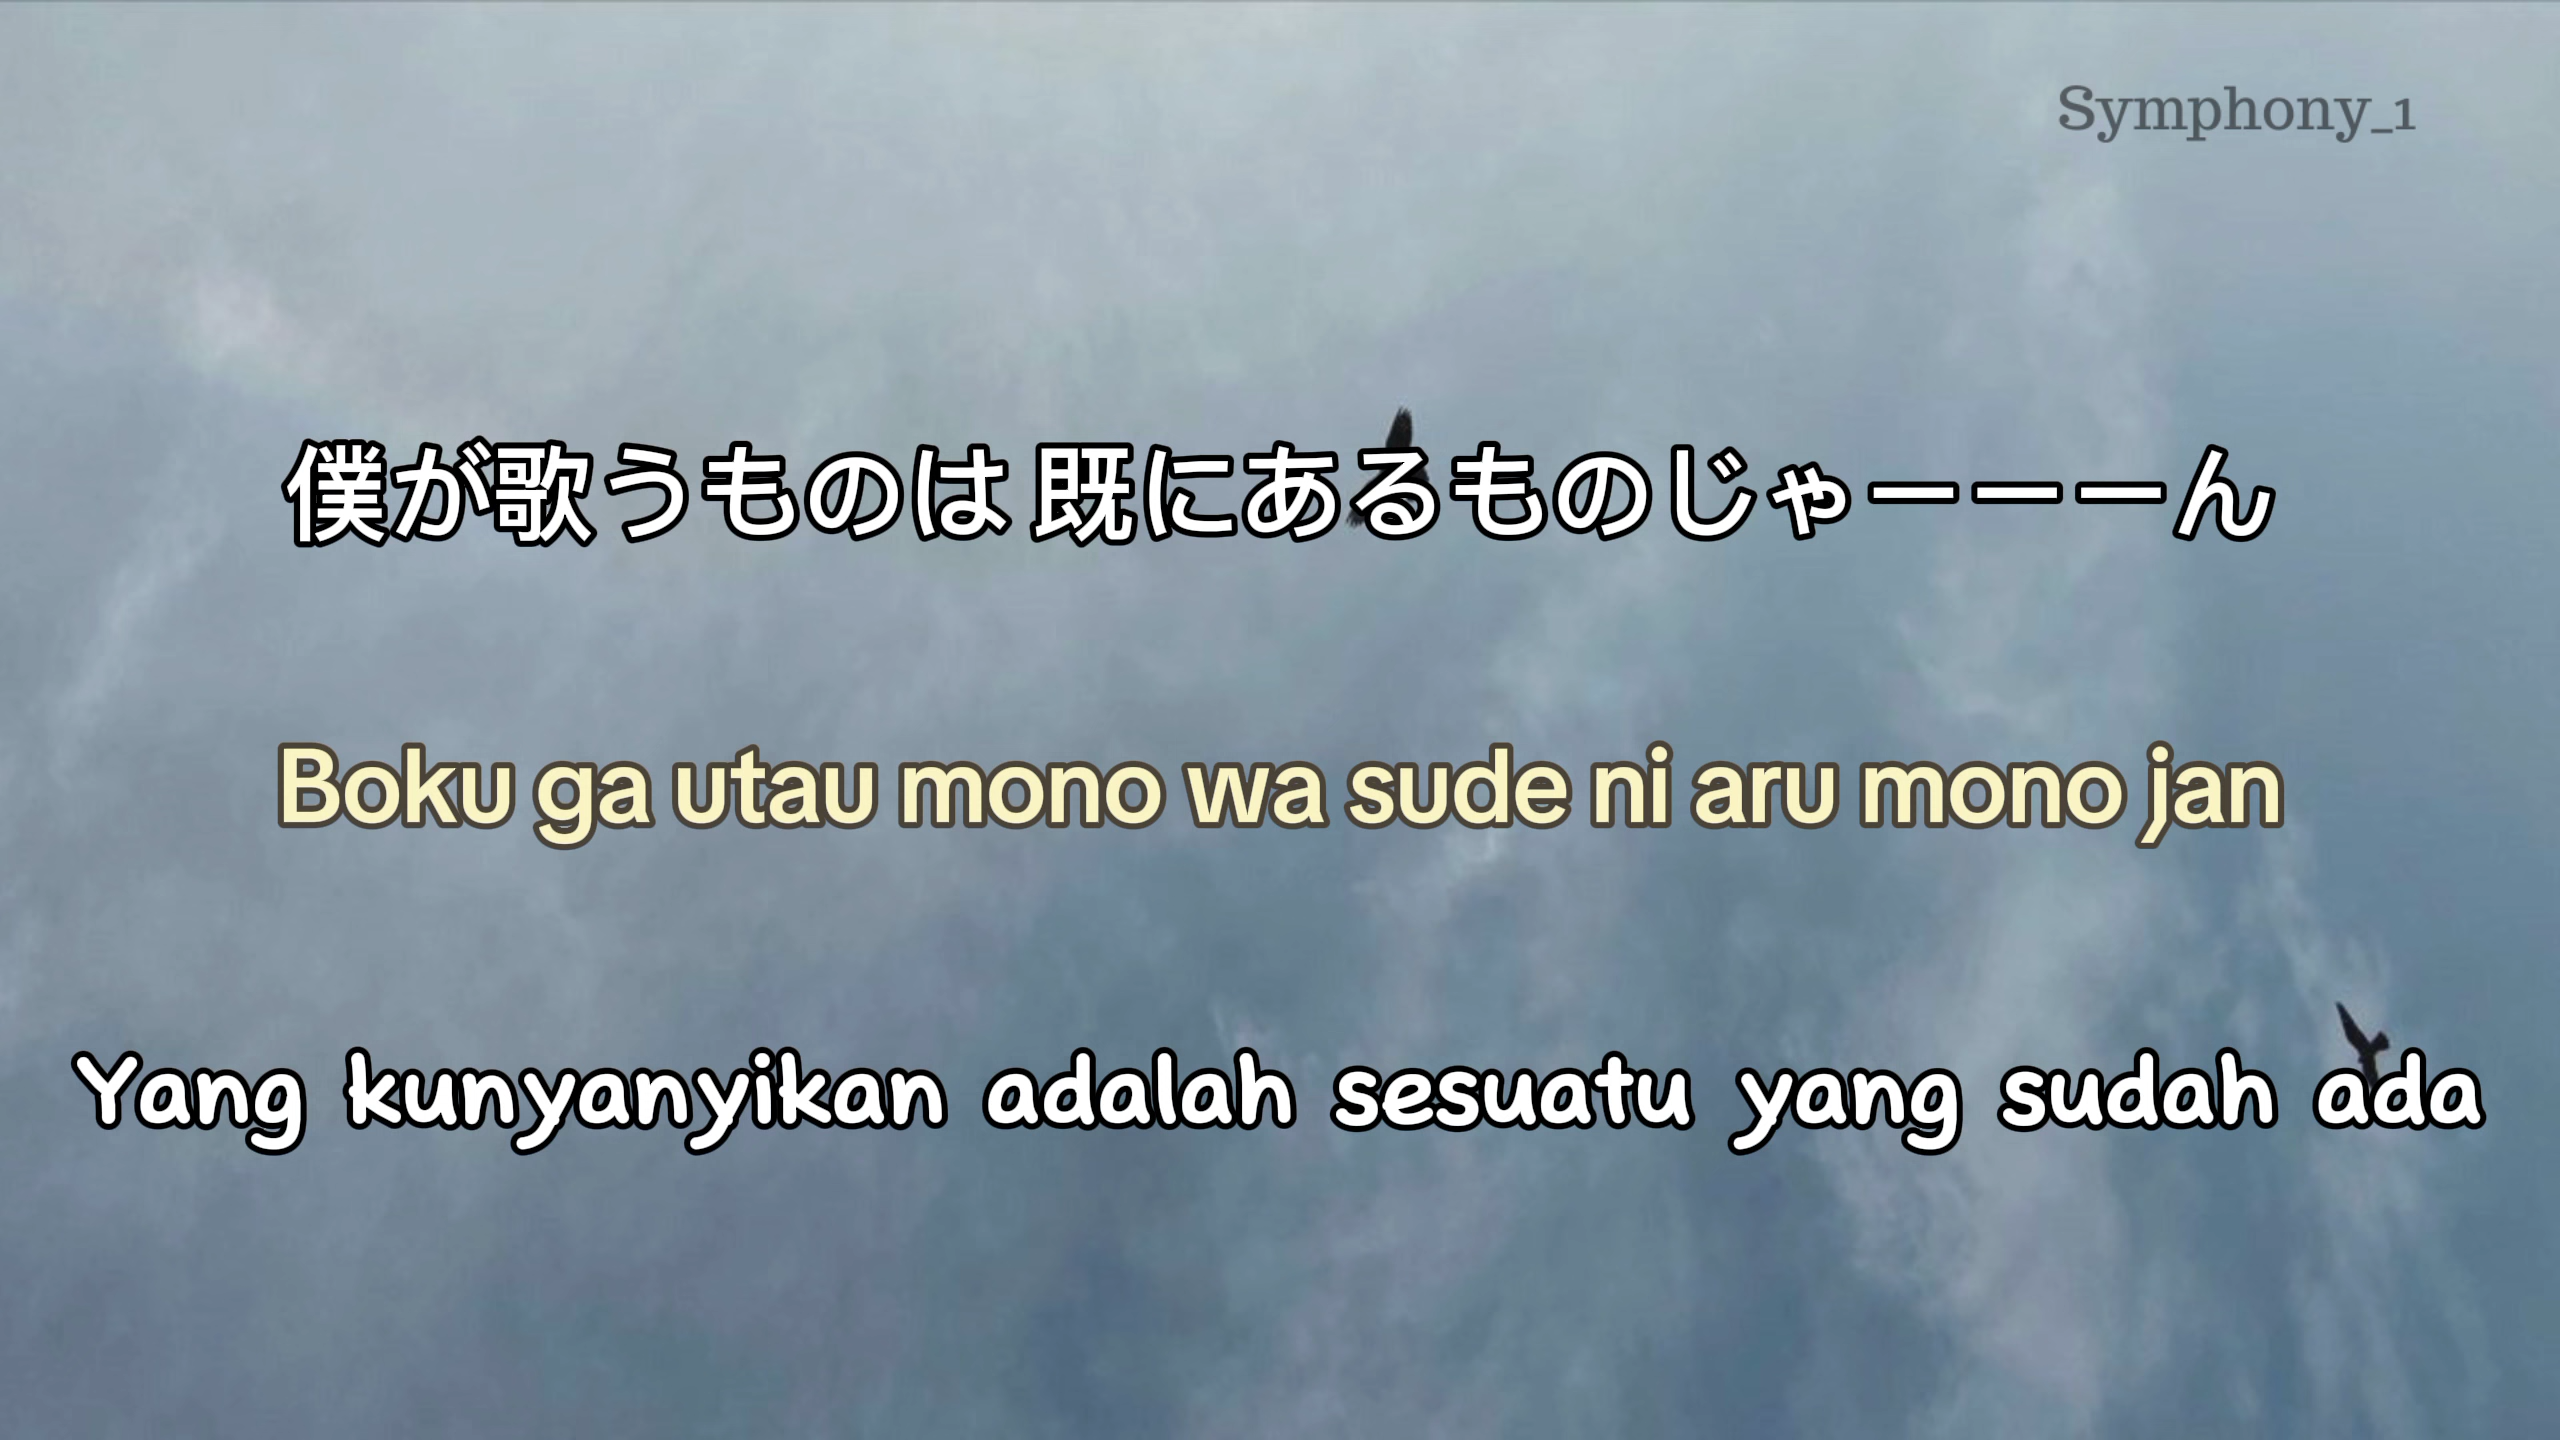 Symphony_1
僕が歌うものは 既にあるものじゃーーーん
Boku ga utau mono wa sude ni aru mono jan
Yang kunyanyikan adalah sesuatu yang sudah ada